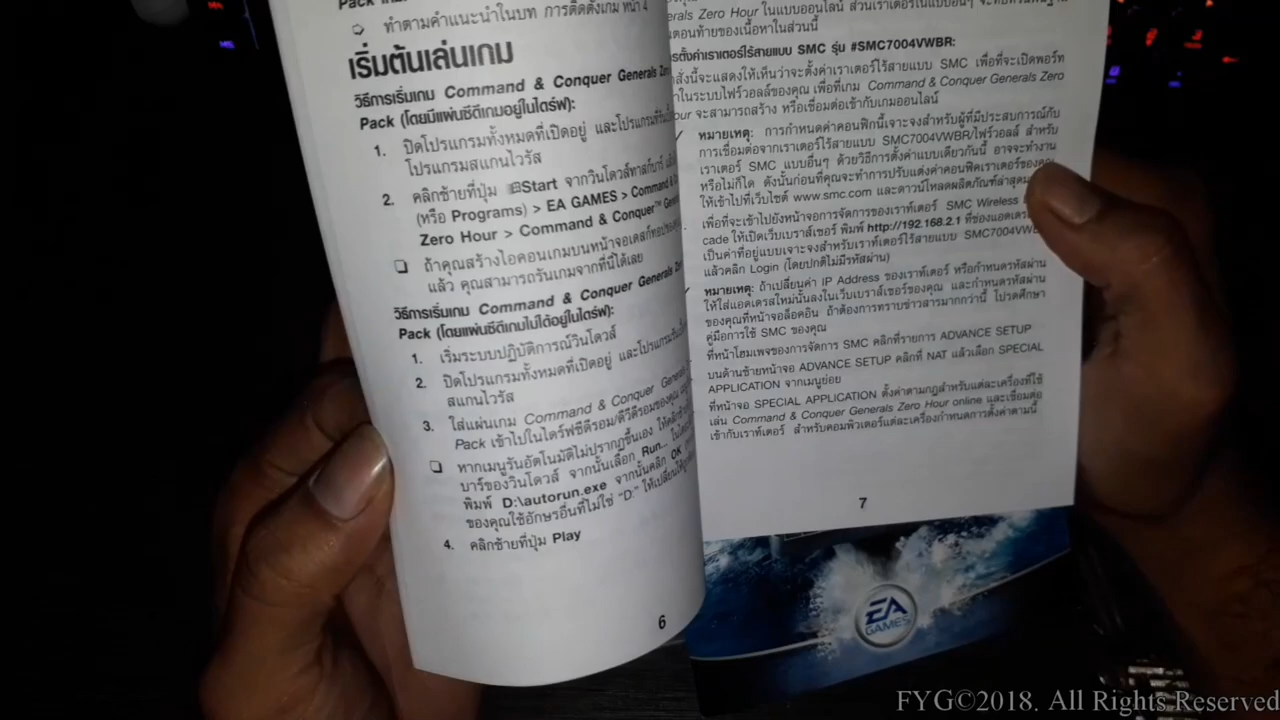 ทำตามคำแนะนำในบท การติดตั้งเกม หน้า 4
เริ่มต้นเล่นเกม
วิธีการเริ่มเกม Command & Conquer Generals
Pack (โดยมีแผ่นซีดีเกมอยู่ในไดร์ฟ):
1. ปิดโปรแกรมทั้งหมดที่เปิดอยู่
โปรแกรมสแกนไวรัส
2. คลิกซ้ายที่ปุ่ม Start จากวินโดวส์ทาสก์บาร์
(หรือ Programs) > EA GAMES > Command &
Zero Hour > Command & Conquer™
❏ ถ้าคุณสร้างไอคอนเกมบนหน้าจอเดสก์ทอป
แล้ว คุณสามารถรันเกมจากที่นี่ได้เลย
วิธีการเริ่มเกม Command & Conquer Generals
Pack (โดยแผ่นซีดีเกมไม่ได้อยู่ในไดร์ฟ):
1. เริ่มระบบปฏิบัติการณ์วินโดวส์
2. ปิดโปรแกรมทั้งหมดที่เปิดอยู่
สแกนไวรัส
3. ใส่แผ่นเกม Command & Conquer Generals
Pack เข้าไปในไดร์ฟซีดีรอม/ดีวีดีรอมของคุณ
❏ หากเมนูรันอัตโนมัติไม่ปรากฏขึ้นเอง
บาร์ของวินโดวส์ จากนั้นเลือก Run...
พิมพ์ D:\autorun.exe จากนั้นคลิก OK
ของคุณใช้อักษรอื่นที่ไม่ใช่ "D:"
4. คลิกซ้ายที่ปุ่ม Play
6
Zero Hour ในแบบออนไลน์
ตอนท้ายของเนื้อหาในส่วนนี้
ตั้งค่าเราเตอร์ไร้สายแบบ SMC รุ่น #SMC7004VWBR:
นี้จะแสดงให้เห็นว่าจะตั้งค่าเราเตอร์ไร้สายแบบ SMC เพื่อที่จะเปิดพอร์ท
ในระบบไฟร์วอลล์ของคุณ เพื่อที่เกม Command & Conquer Generals Zero
จะสามารถสร้าง หรือเชื่อมต่อเข้ากับเกมออนไลน์
หมายเหตุ: การกำหนดค่าคอนฟิกนี้เจาะจงสำหรับผู้ที่มีประสบการณ์กับ
การเชื่อมต่อจากเราเตอร์ไร้สายแบบ SMC7004VWBR/ไฟร์วอลล์ สำหรับ
เราเตอร์ SMC แบบอื่นๆ ด้วยวิธีการตั้งค่าแบบเดียวกันนี้ อาจจะทำงาน
หรือไม่ก็ได้ ดังนั้นก่อนที่คุณจะทำการปรับแต่งค่าคอนฟิคเราเตอร์ของคุณ
ให้เข้าไปที่เว็บไซต์ www.smc.com และดาวน์โหลดผลิตภัณฑ์ล่าสุด
เพื่อที่จะเข้าไปยังหน้าจอการจัดการของเราท์เตอร์ SMC Wireless
cade ให้เปิดเว็บเบราส์เซอร์ พิมพ์ http://192.168.2.1
เป็นค่าที่อยู่แบบเจาะจงสำหรับเราท์เตอร์ไร้สายแบบ
แล้วคลิก Login (โดยปกติไม่มีรหัสผ่าน)
หมายเหตุ: ถ้าเปลี่ยนค่า IP Address ของเราท์เตอร์ หรือกำหนดรหัสผ่าน
ให้ใส่แอดเดรสใหม่นั้นลงในเว็บเบราส์เซอร์ของคุณ และกำหนดรหัสผ่าน
ของคุณที่หน้าจอล็อคอิน ถ้าต้องการทราบข่าวสารมากกว่านี้ โปรดศึกษา
คู่มือการใช้ SMC ของคุณ
ที่หน้าโฮมเพจของการจัดการ SMC คลิกที่รายการ ADVANCE SETUP
บนด้านซ้ายหน้าจอ ADVANCE SETUP คลิกที่ NAT แล้วเลือก SPECIAL
APPLICATION จากเมนูย่อย
ที่หน้าจอ SPECIAL APPLICATION ตั้งค่าตามกฎสำหรับแต่ละเครื่องที่ใช้
เล่น Command & Conquer Generals Zero Hour online และเชื่อมต่อ
เข้ากับเราท์เตอร์ สำหรับคอมพิวเตอร์แต่ละเครื่องกำหนดการตั้งค่าตามนี้
7
EA
GAMES
FYG©2018. All Rights Reserved